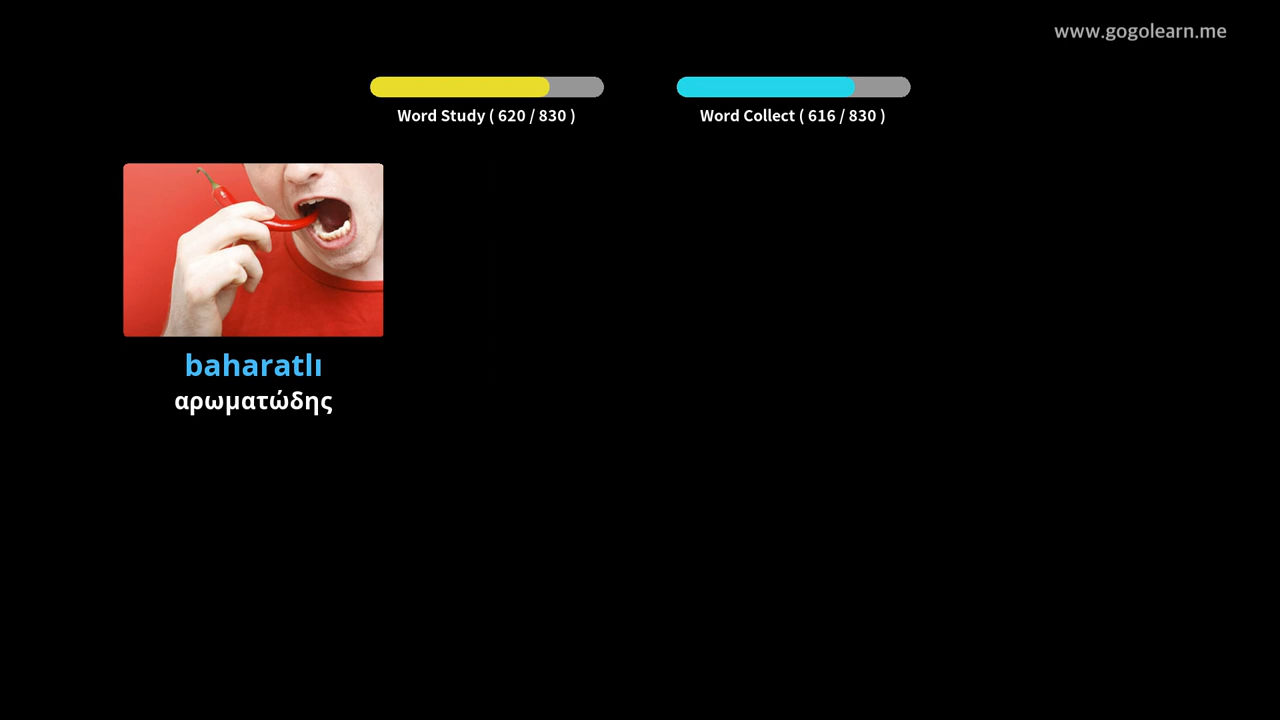 www.gogolearn.me
Word Study ( 620 / 830 )
Word Collect ( 616 / 830 )
baharatlı
αρωματώδης